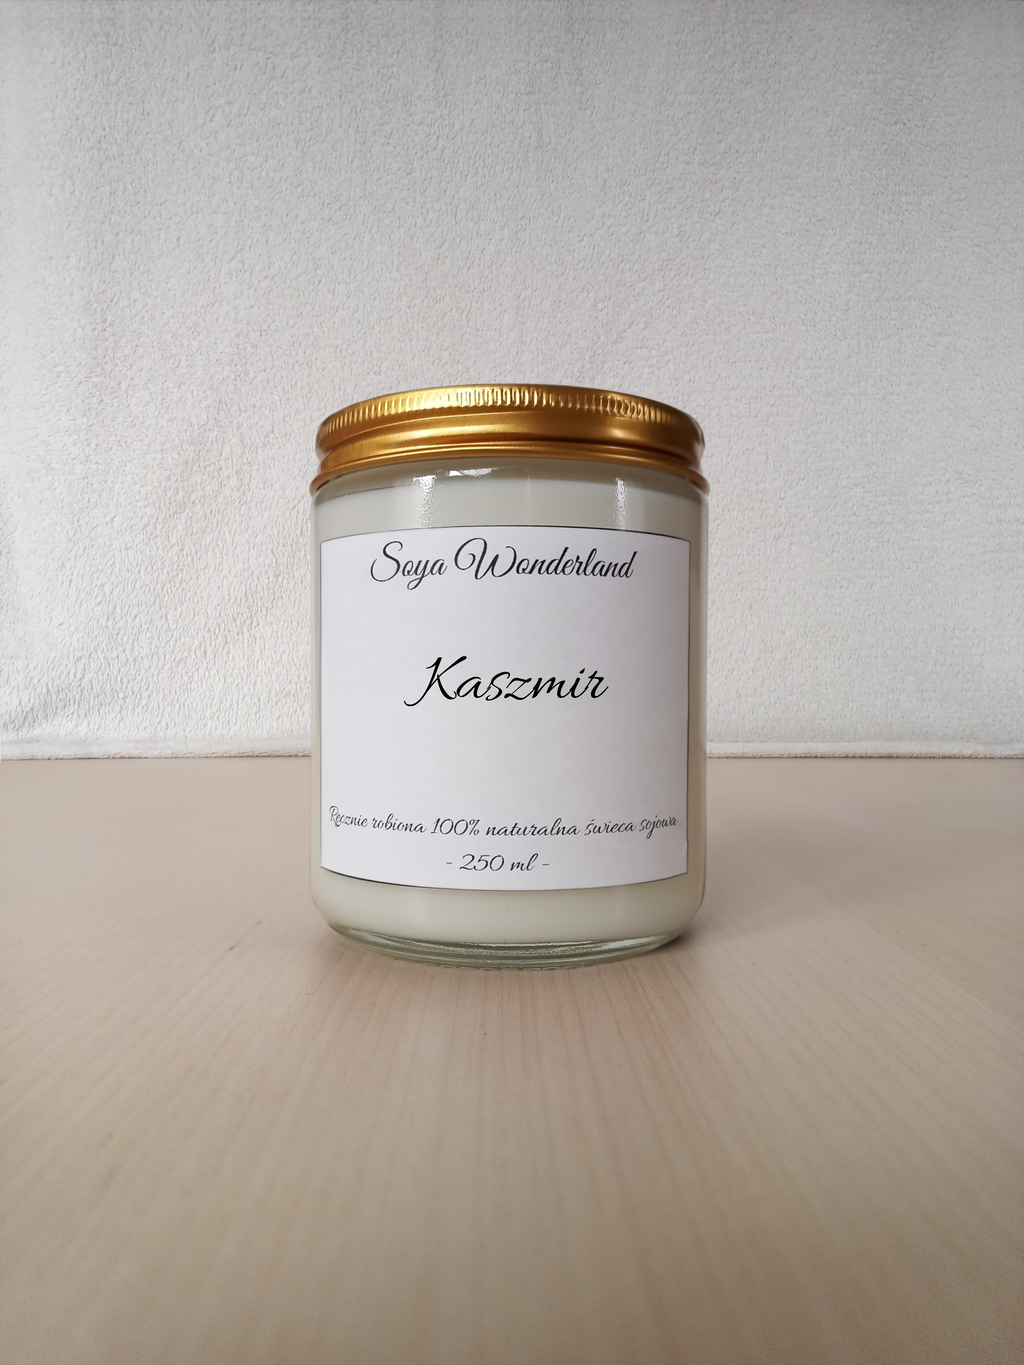 Soya Wonderland
Kaszmir
Ręcznie robiona 100% naturalna świeca sojowa
- 250 ml -